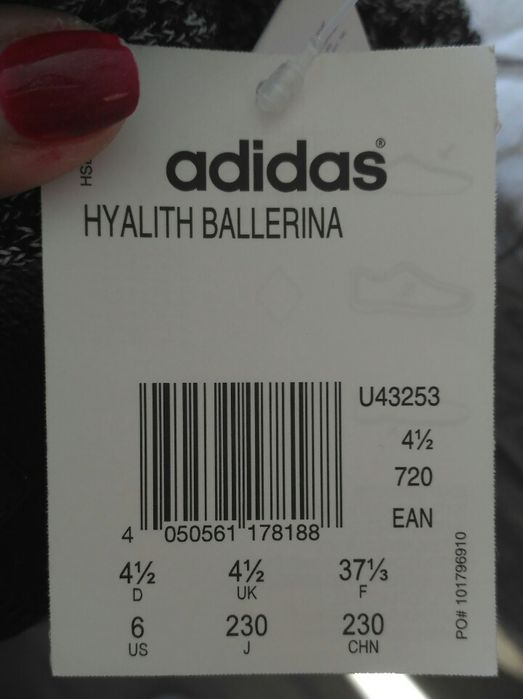 adidas®
HYALITH BALLERINA
U43253
4½
720
EAN
4 050561 178188
4½ 4½ 37⅓
D UK F
6 230 230
US J CHN
PO# 101796910